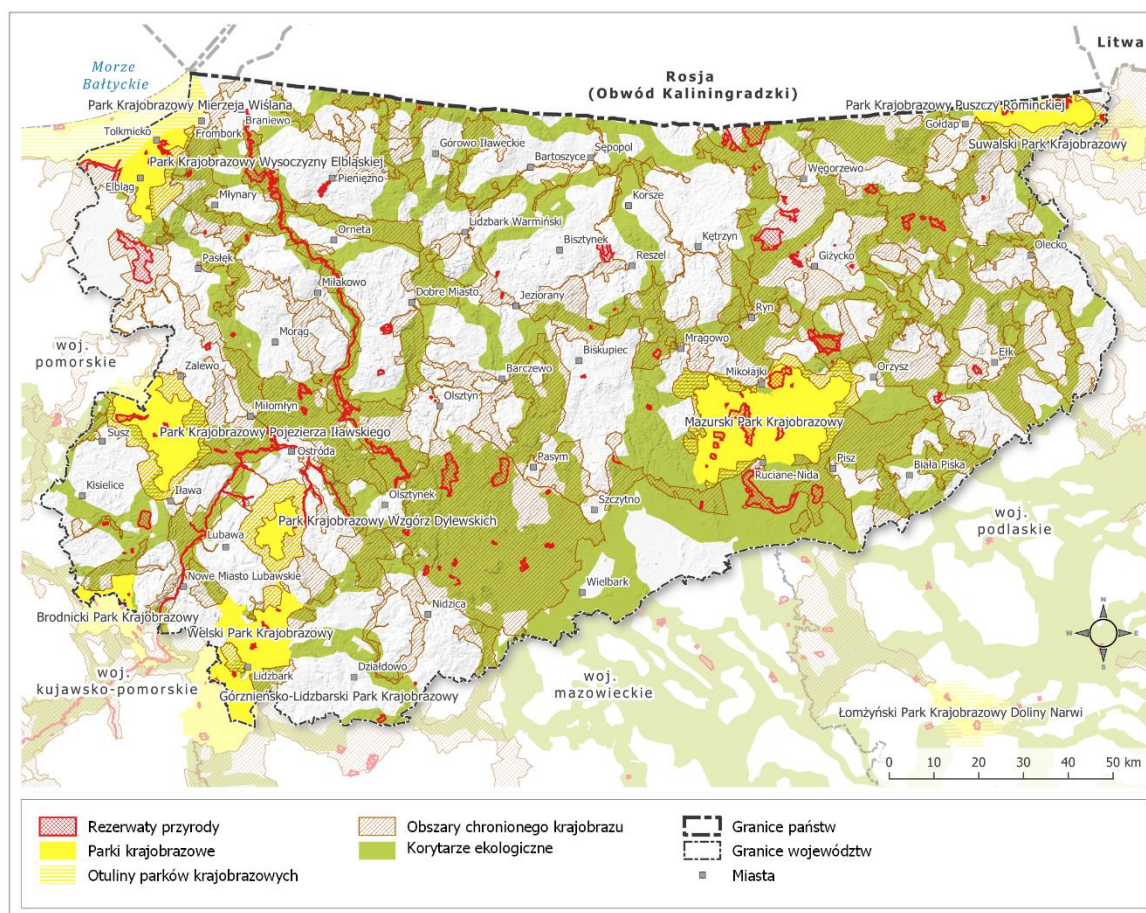 Litwa
Morze
Bałtyckie
Rosja
(Obwód Kaliningradzki)
Park Krajobrazowy Mierzeja Wiślana
Park Krajobrazowy Puszczy Rominckiej
Braniewo
Gołdap
Tolkmicko
Frombork
Suwalski Park Krajobrazowy
Sępopol
Górowo Iławeckie
Bartoszyce
Park Krajobrazowy Wysoczyzny Elbląskiej
Elbląg
Pieniężno
Węgorzewo
Młynary
Korsze
Lidzbark Warmiński
Orneta
Bisztynek
Kętrzyn
Olecko
Pasłęk
Reszel
Giżycko
Miłakowo
Dobre Miasto
Jeziorany
Ryn
Morąg
woj.
pomorskie
Mrągowo
Biskupiec
Ełk
Zalewo
Barczewo
Mikołajki
Orzysz
Olsztyn
Miłomłyn
Mazurski Park Krajobrazowy
Park Krajobrazowy Pojezierza Iławskiego
Susz
Ostróda
Pasym
Pisz
Ruciane-Nida
Biała Piska
Kisielice
Iława
Olsztynek
Szczytno
Park Krajobrazowy Wzgórz Dylewskich
woj.
podlaskie
Lubawa
Nowe Miasto Lubawskie
Wielbark
Nidzica
Brodnicki Park Krajobrazowy
Welski Park Krajobrazowy
woj.
kujawsko-pomorskie
Lidzbark
Działdowo
woj.
mazowieckie
Górznieńsko-Lidzbarski Park Krajobrazowy
Łomżyński Park Krajobrazowy Doliny Narwi
N
W
E
S
0 10 20 30 40 50 km
Rezerwaty przyrody
Parki krajobrazowe
Otuliny parków krajobrazowych
Obszary chronionego krajobrazu
Korytarze ekologiczne
Granice państw
Granice województw
Miasta